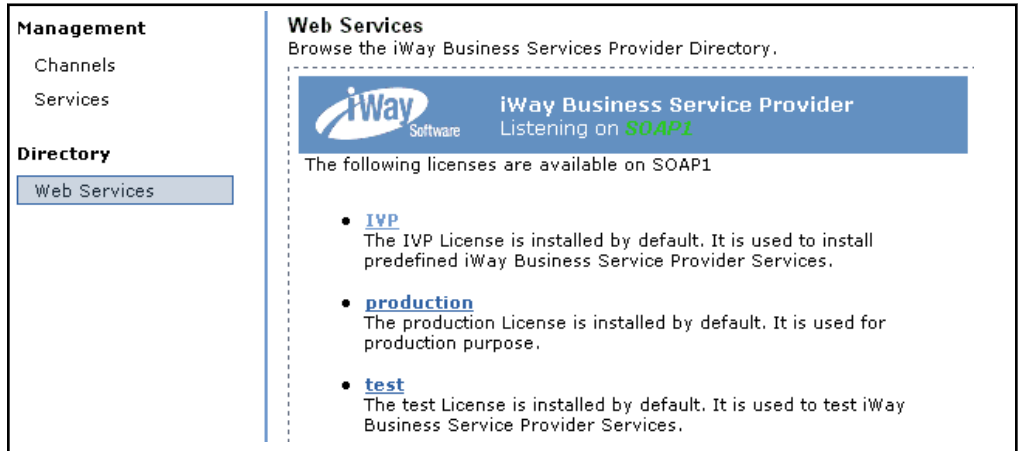 Management
Channels
Services
Directory
Web Services
Web Services
Browse the iWay Business Services Provider Directory.
iWay
Software
iWay Business Service Provider
Listening on SOAP1
The following licenses are available on SOAP1
• IVP
The IVP License is installed by default. It is used to install
predefined iWay Business Service Provider Services.
• production
The production License is installed by default. It is used for
production purpose.
• test
The test License is installed by default. It is used to test iWay
Business Service Provider Services.